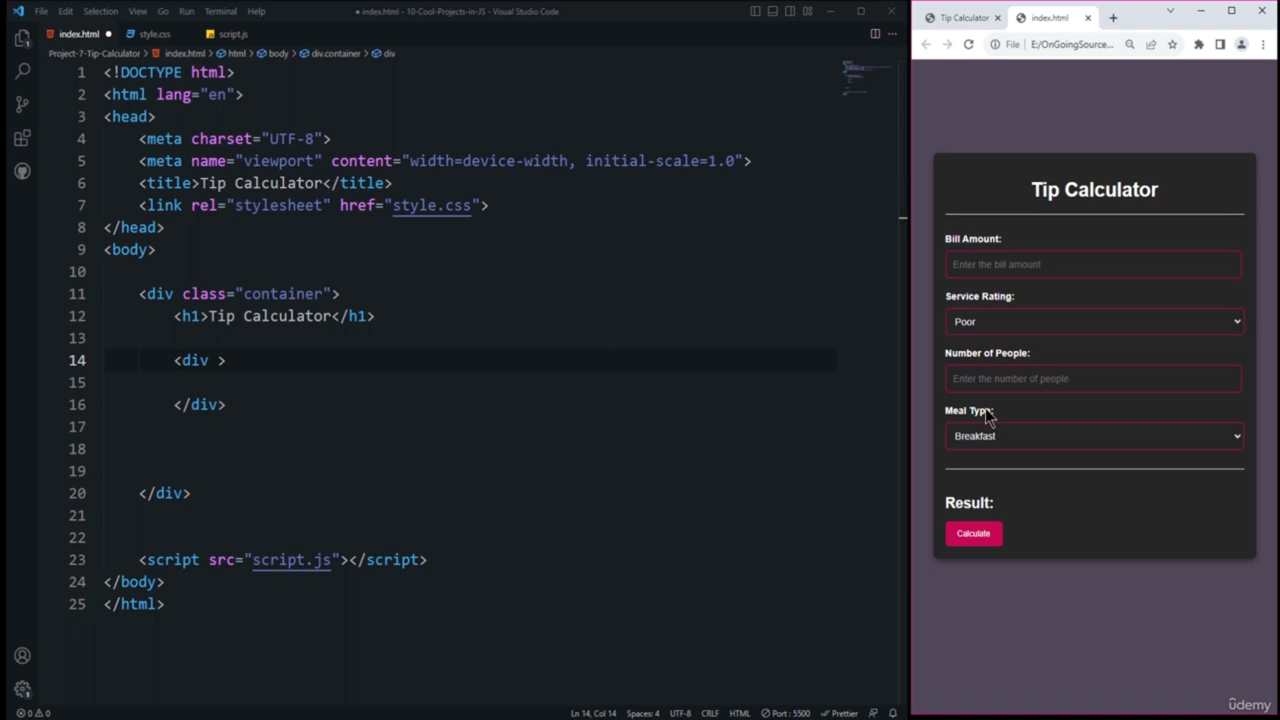 File Edit Selection View Go Run Terminal Help
● index.html - 10-Cool-Projects-in-JS - Visual Studio Code
index.html ●
style.css
script.js
Project-7-Tip-Calculator > index.html > html > body > div.container > div
1 <!DOCTYPE html>
2 <html lang="en">
3 <head>
4 <meta charset="UTF-8">
5 <meta name="viewport" content="width=device-width, initial-scale=1.0">
6 <title>Tip Calculator</title>
7 <link rel="stylesheet" href="style.css">
8 </head>
9 <body>
10
11 <div class="container">
12 <h1>Tip Calculator</h1>
13
14 <div >
15
16 </div>
17
18
19
20 </div>
21
22
23 <script src="script.js"></script>
24 </body>
25 </html>
0 0 Ln 14, Col 14 Spaces: 4 UTF-8 CRLF HTML Port : 5500 Prettier
Tip Calculator
index.html
File E:/OnGoingSource...
Tip Calculator
Bill Amount:
Enter the bill amount
Service Rating:
Poor
Number of People:
Enter the number of people
Meal Type:
Breakfast
Result:
Calculate
ûdemy